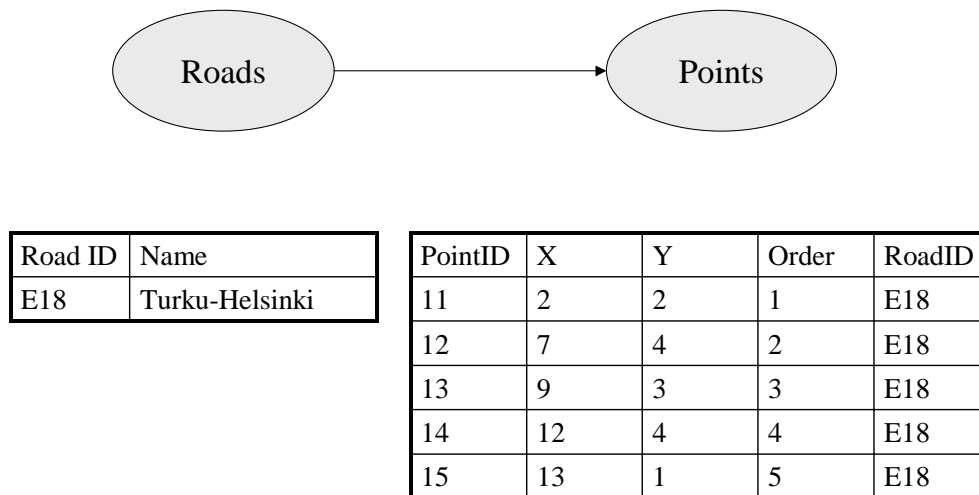 Roads
Points
Road ID Name
E18 Turku-Helsinki
PointID X Y Order RoadID
11 2 2 1 E18
12 7 4 2 E18
13 9 3 3 E18
14 12 4 4 E18
15 13 1 5 E18